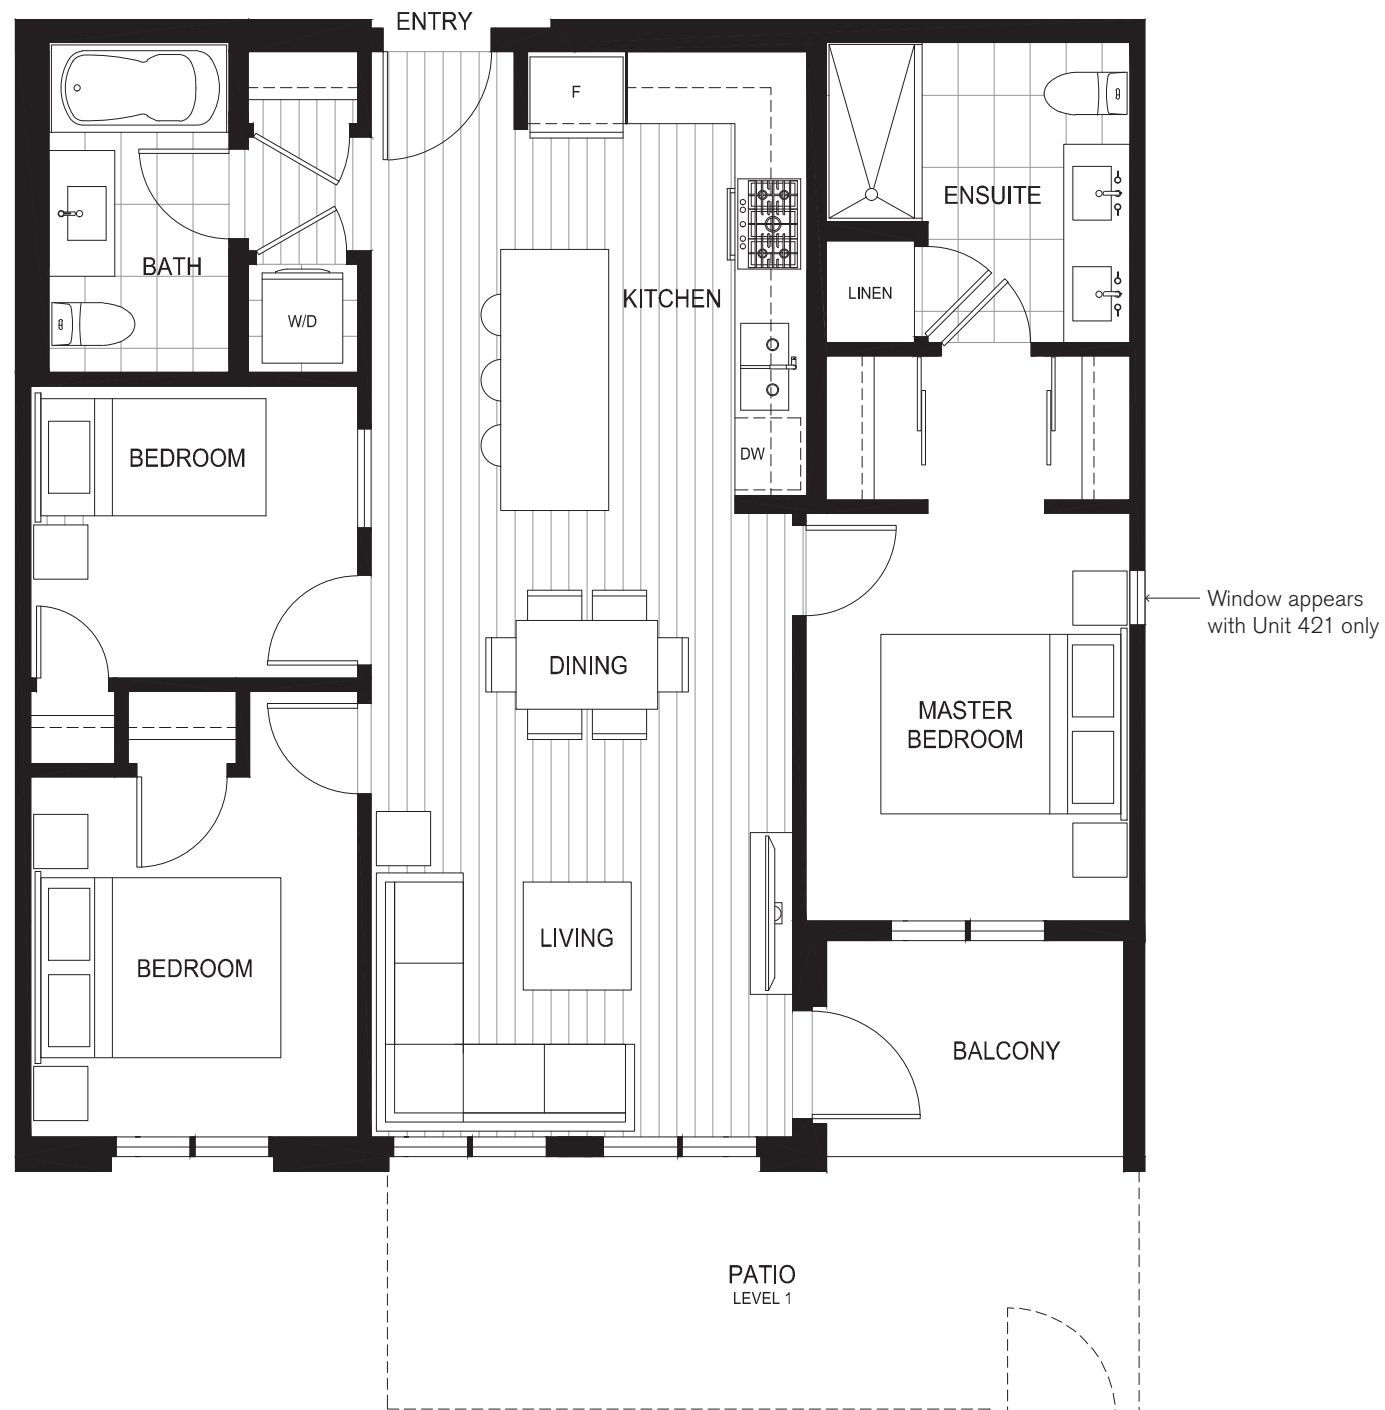 ENTRY
F
ENSUITE
BATH
KITCHEN
LINEN
W/D
DW
BEDROOM
Window appears
with Unit 421 only
DINING
MASTER
BEDROOM
LIVING
BEDROOM
BALCONY
PATIO
LEVEL 1